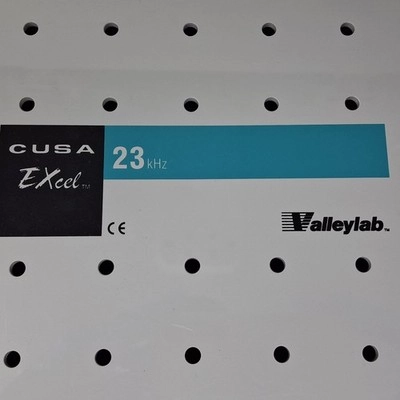 CUSA
EXcel™
23 kHz
CE
Valleylab™